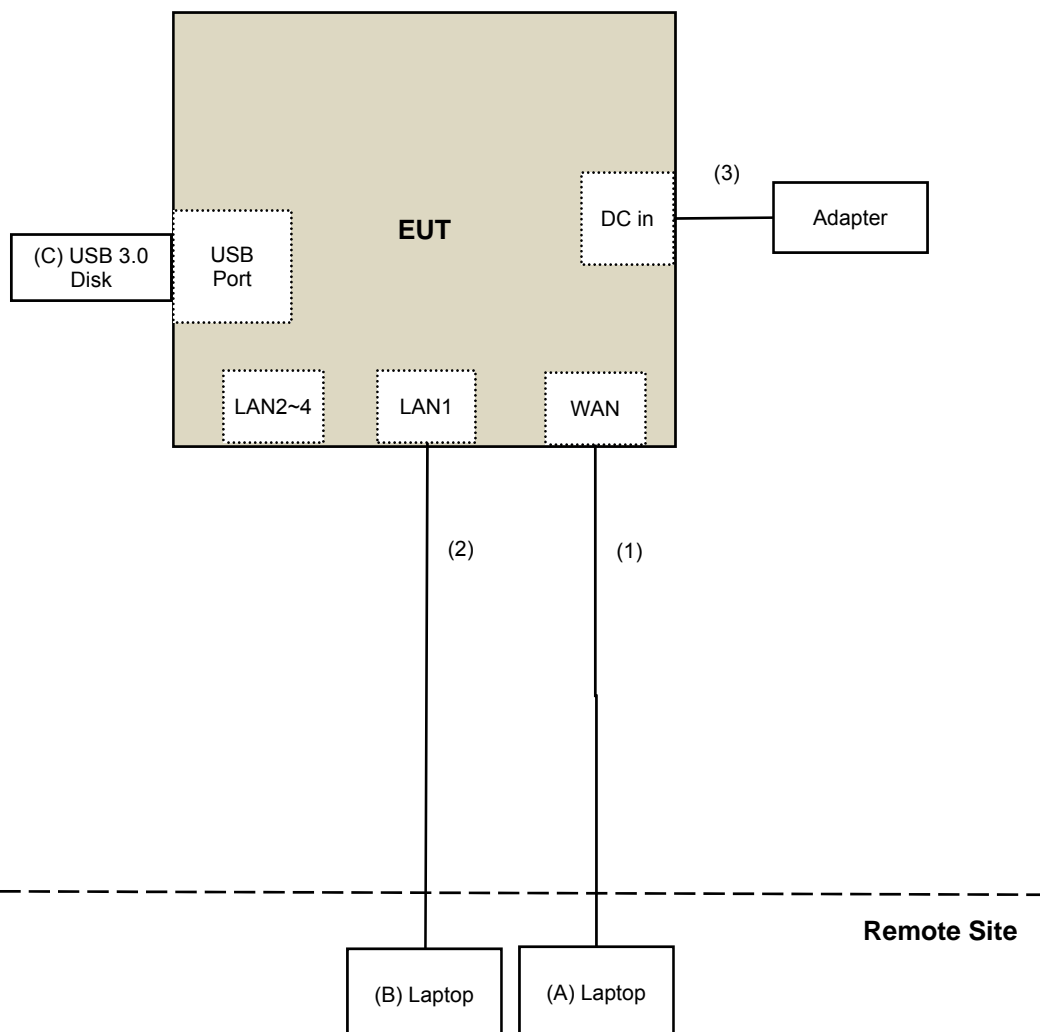 (3)
DC in
Adapter
EUT
(C) USB 3.0
Disk
USB
Port
LAN2~4
LAN1
WAN
(2)
(1)
Remote Site
(B) Laptop
(A) Laptop